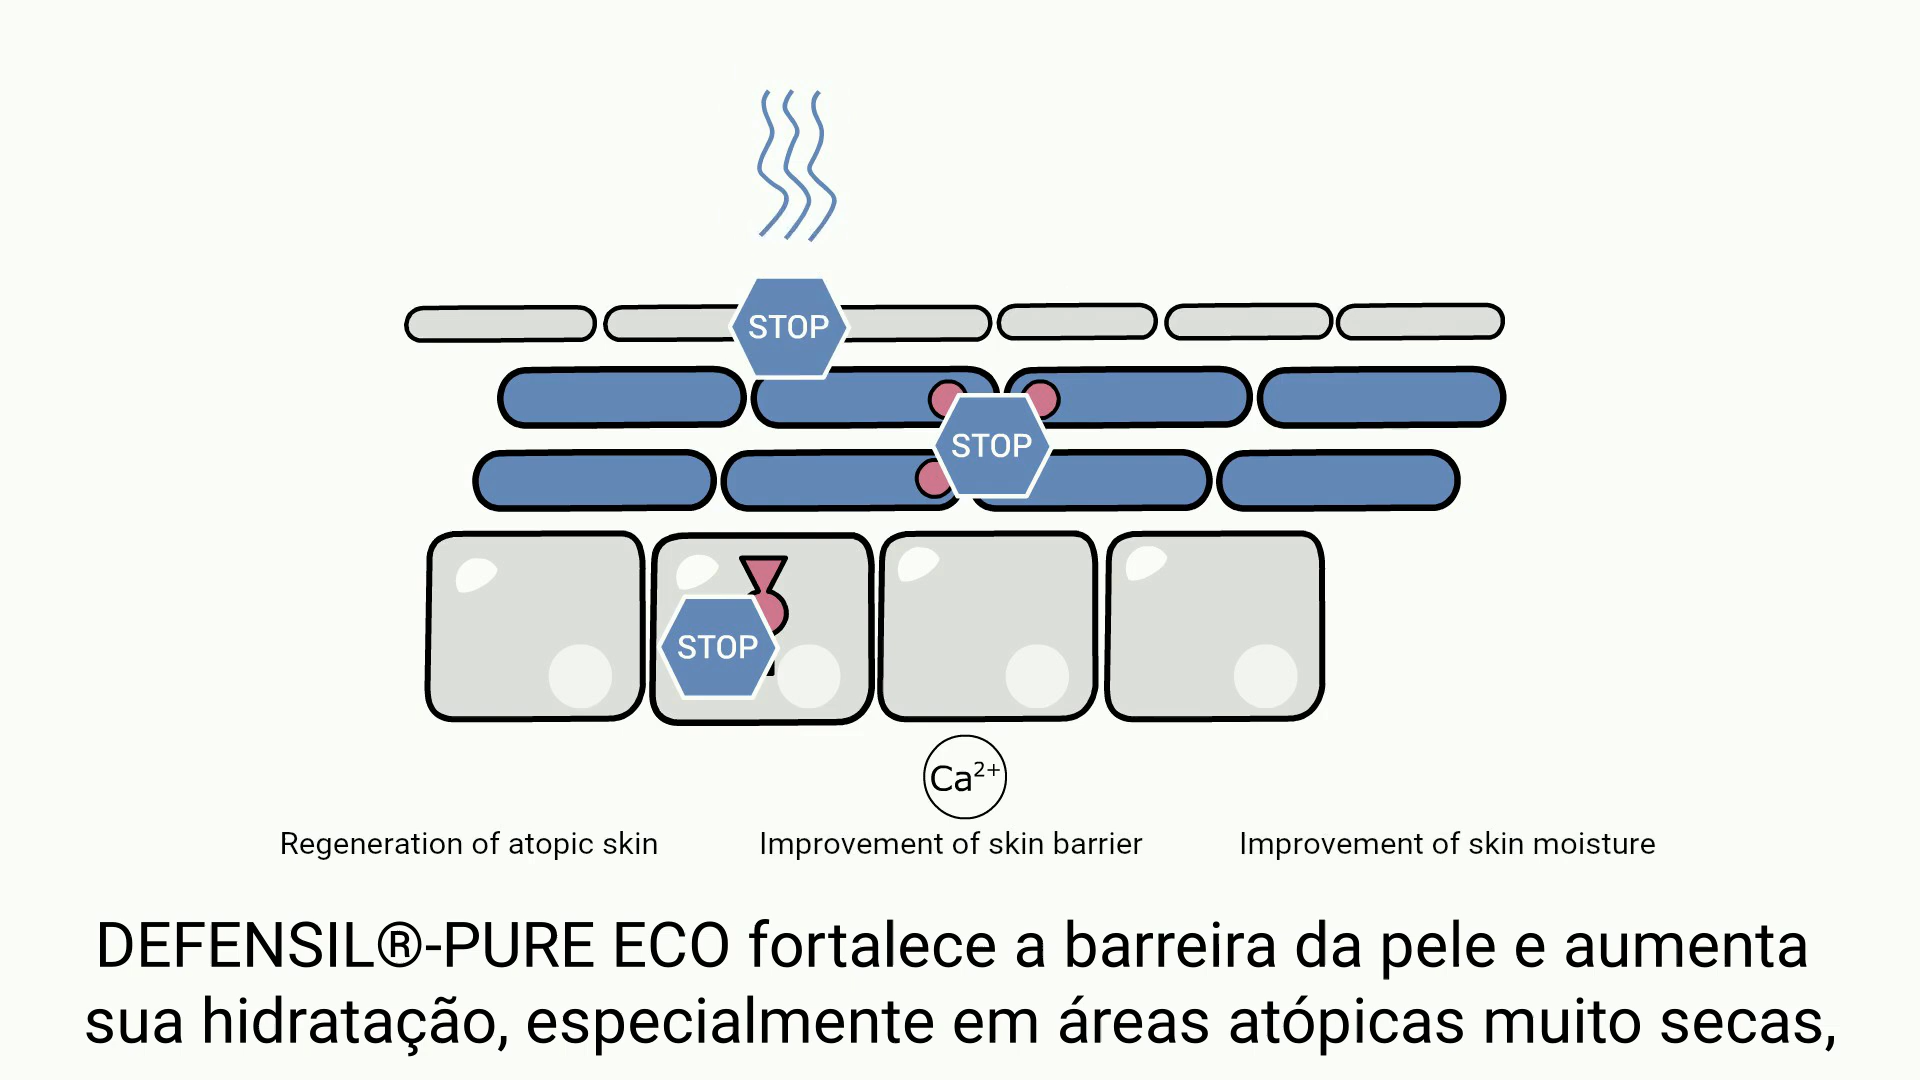 STOP
STOP
STOP
Ca²⁺
Regeneration of atopic skin
Improvement of skin barrier
Improvement of skin moisture
DEFENSIL®-PURE ECO fortalece a barreira da pele e aumenta
sua hidratação, especialmente em áreas atópicas muito secas,